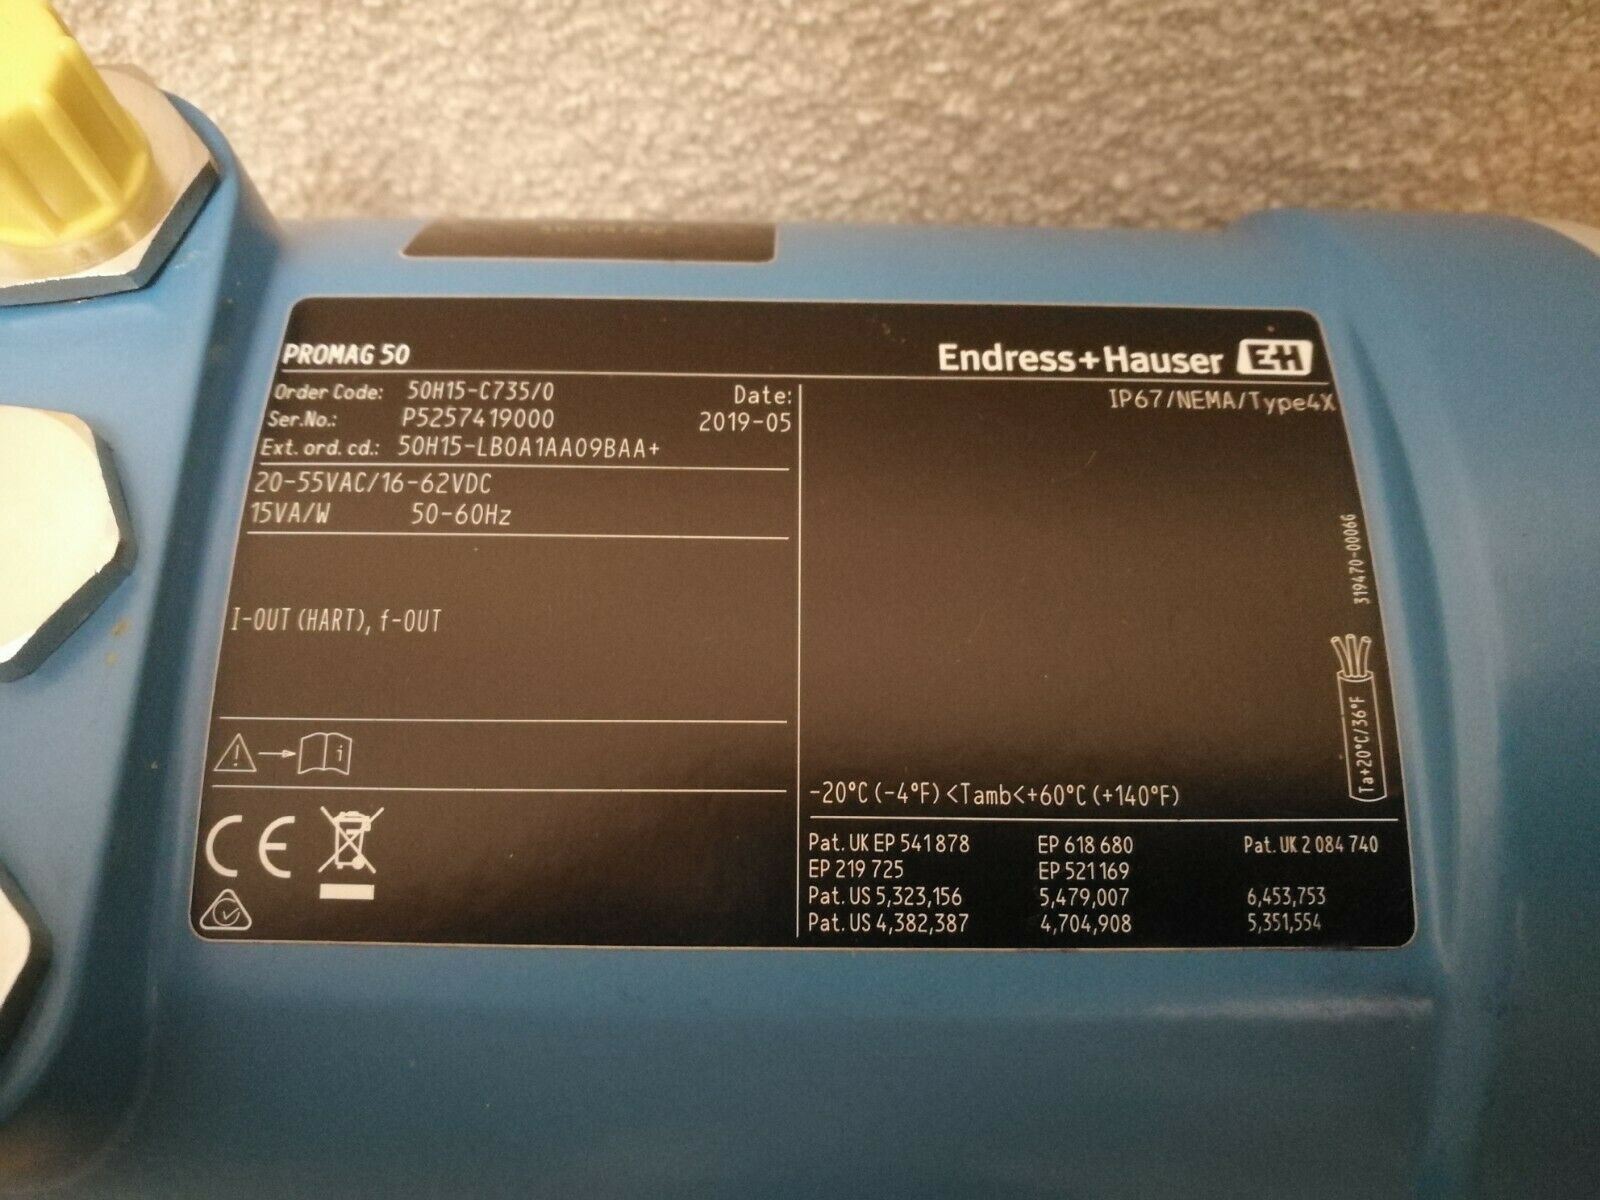 PROMAG 50
Endress+Hauser EH
Order Code: 50H15-C735/0
Date:
Ser.No.: P5257419000
2019-05
Ext. ord. cd.: 50H15-LB0A1AA09BAA+
20-55VAC/16-62VDC
15VA/W 50-60Hz
I-OUT (HART), f-OUT
i
CE
IP67/NEMA/Type4X
319470-0006G
Ta+20°C/36°F
-20°C (-4°F) <Tamb<+60°C (+140°F)
Pat. UK EP 541 878 EP 618 680 Pat. UK 2 084 740
EP 219 725 EP 521 169
Pat. US 5,323,156 5,479,007 6,453,753
Pat. US 4,382,387 4,704,908 5,351,554